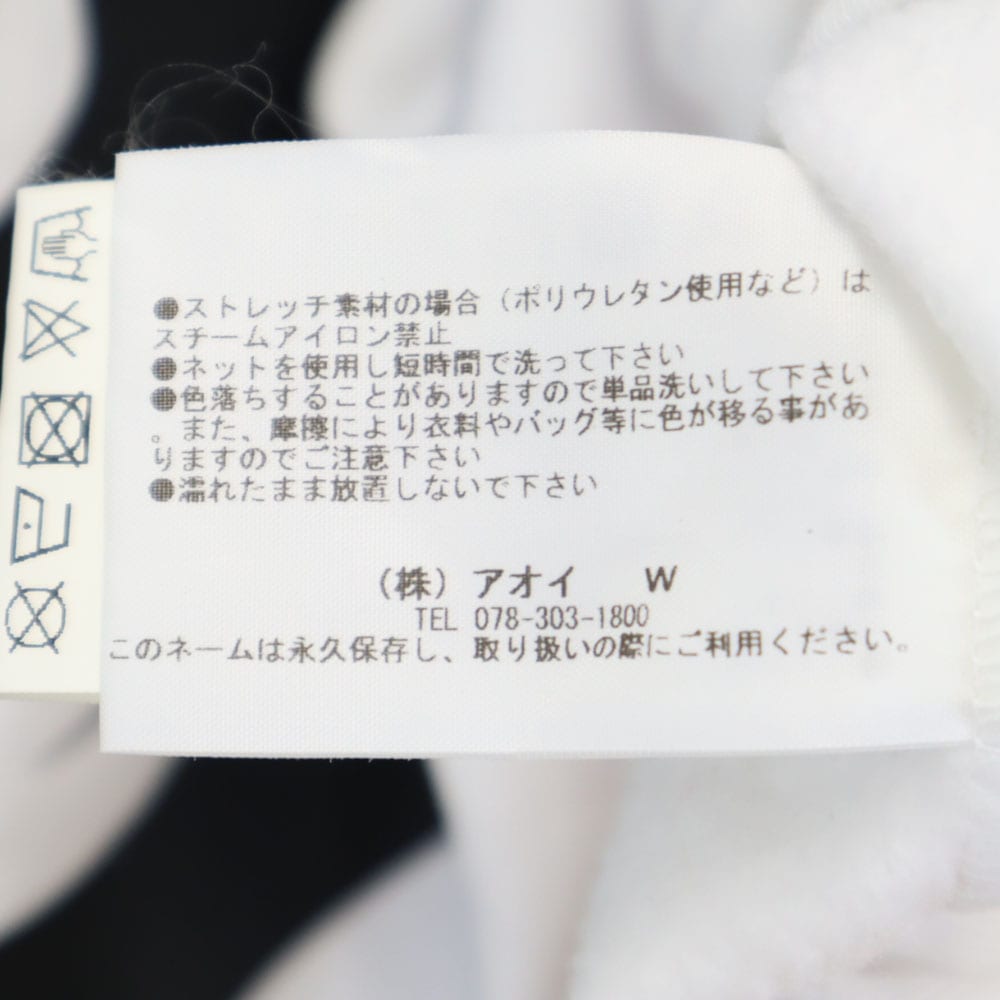 ●ストレッチ素材の場合（ポリウレタン使用など）は
スチームアイロン禁止
●ネットを使用し短時間で洗って下さい
●色落ちすることがありますので単品洗いして下さい
。また、摩擦により衣料やバッグ等に色が移る事があ
りますのでご注意下さい
●濡れたまま放置しないで下さい
（株）アオイ　W
TEL 078-303-1800
このネームは永久保存し、取り扱いの際にご利用ください。